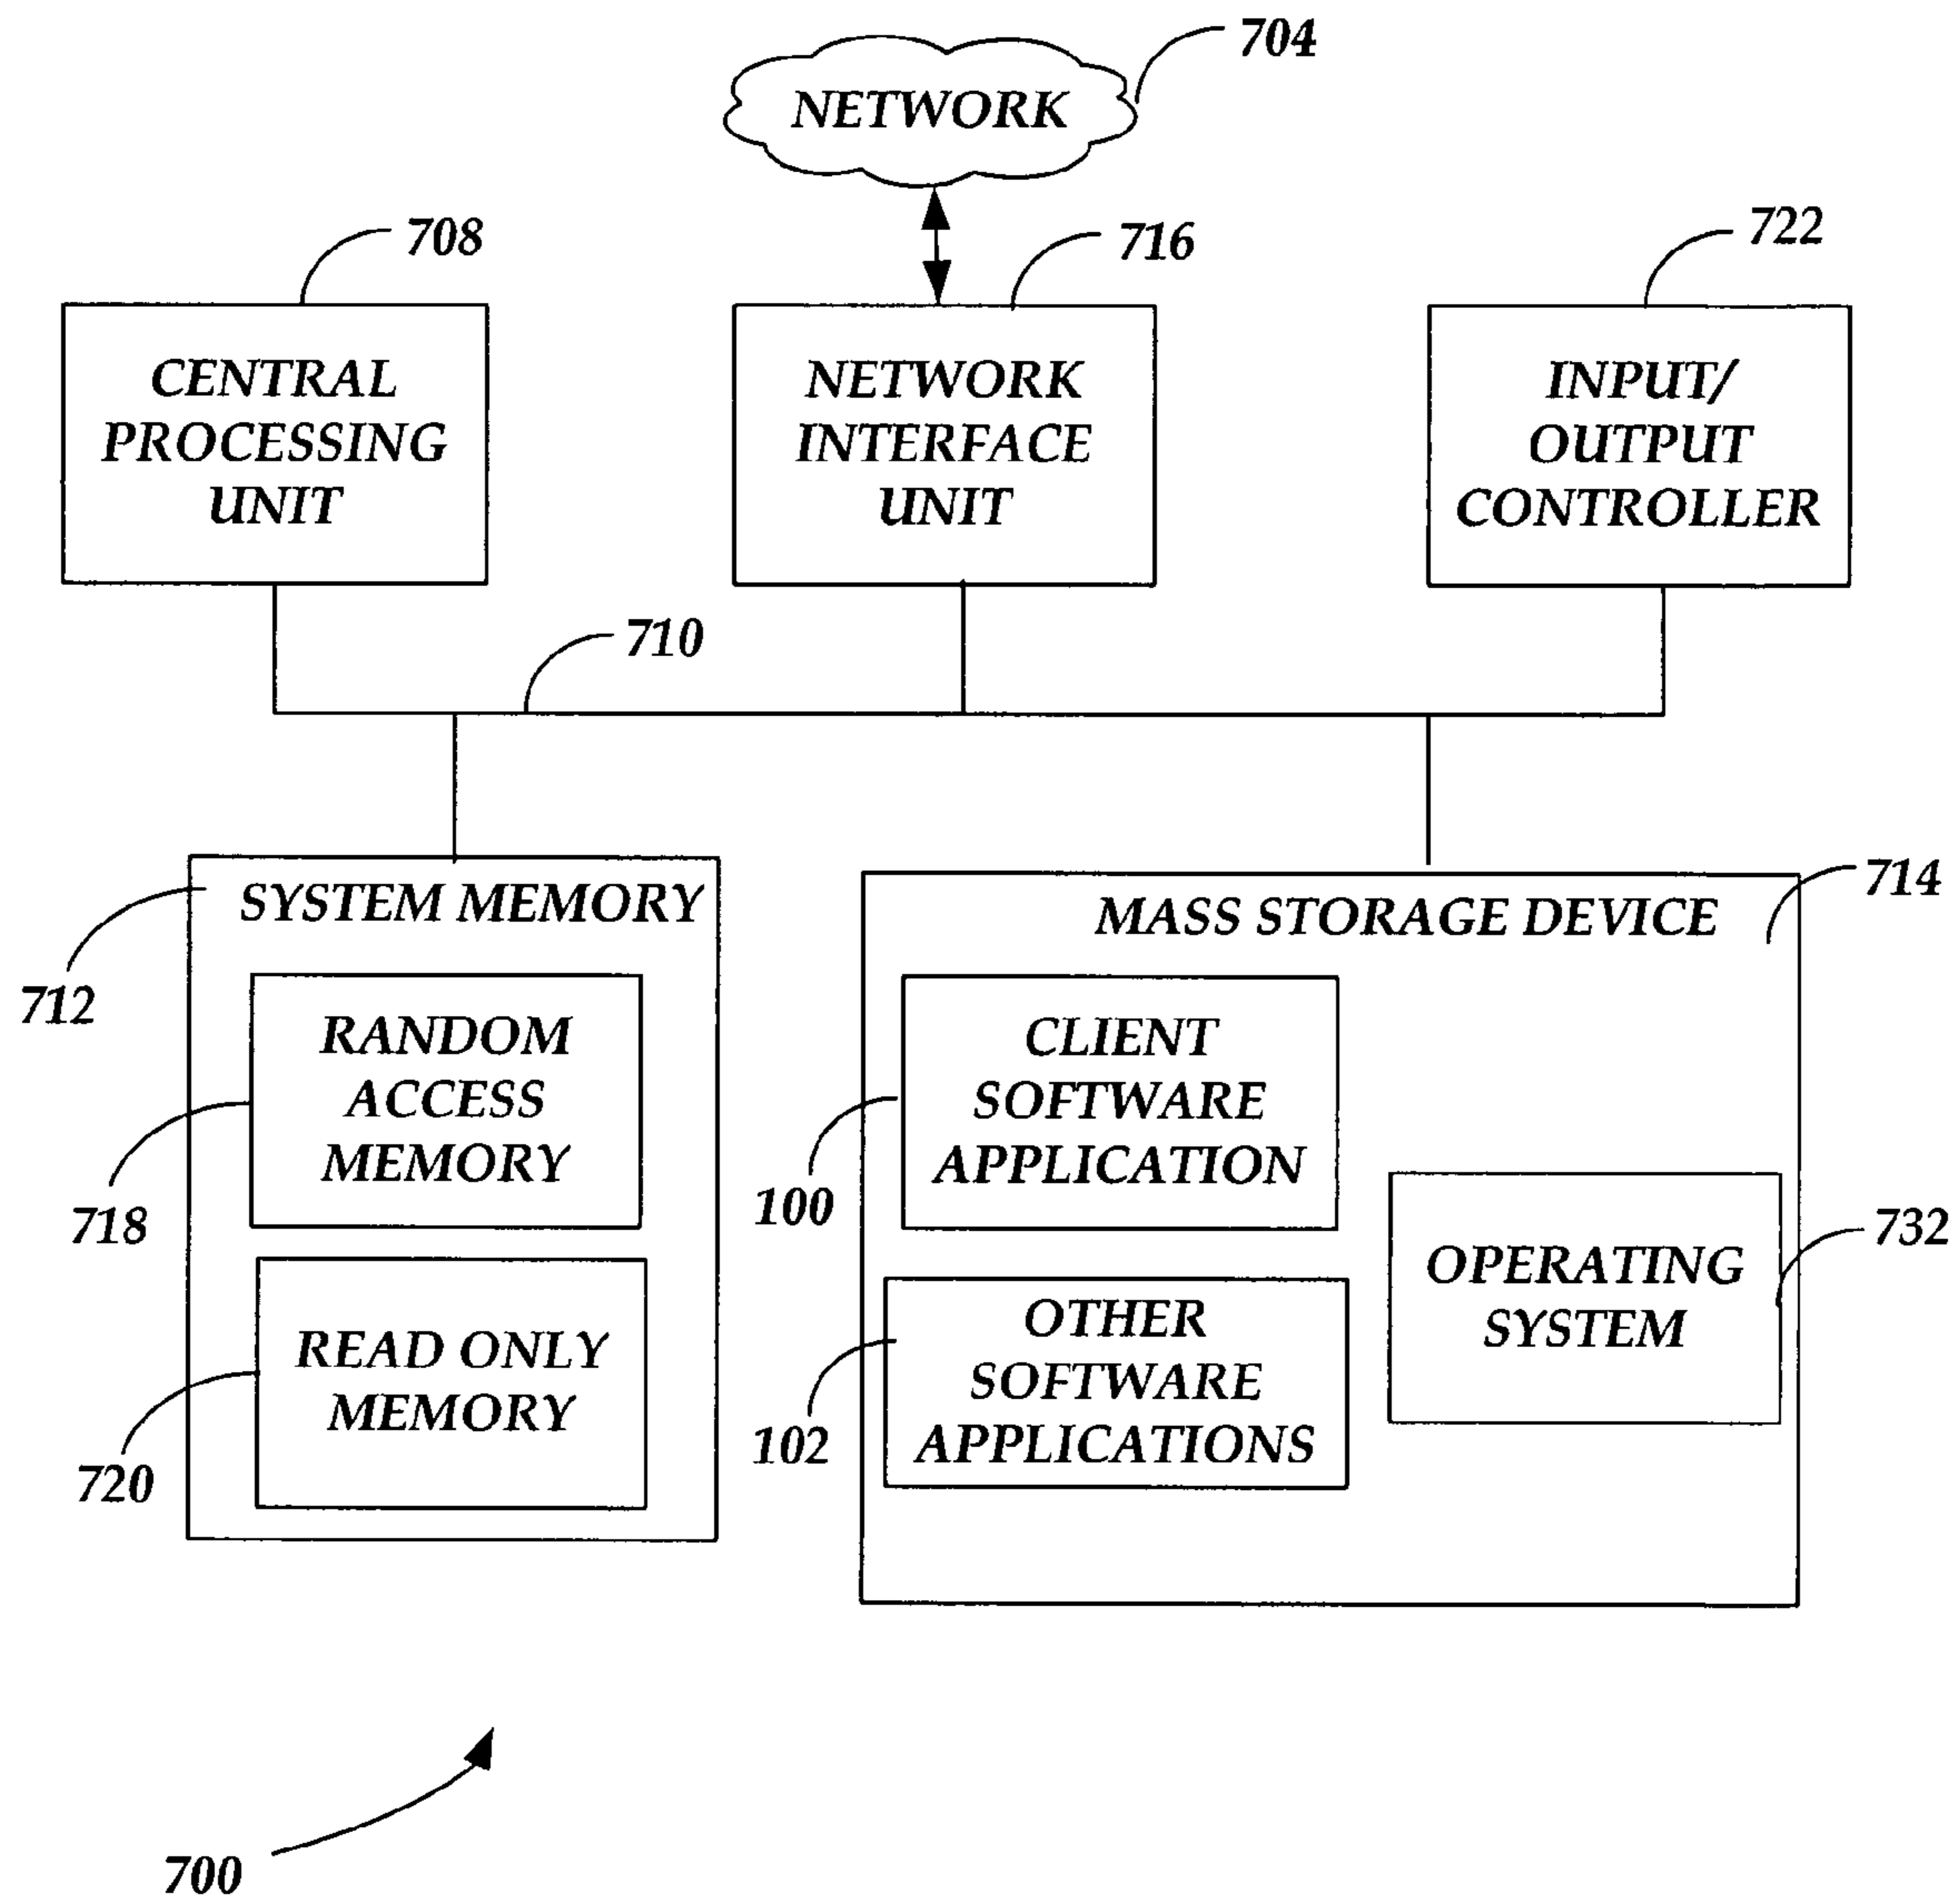 704
NETWORK
708
716
722
CENTRAL
PROCESSING
UNIT
NETWORK
INTERFACE
UNIT
INPUT/
OUTPUT
CONTROLLER
710
SYSTEM MEMORY
712
RANDOM
ACCESS
MEMORY
718
READ ONLY
MEMORY
720
714
MASS STORAGE DEVICE
CLIENT
SOFTWARE
APPLICATION
100
OTHER
SOFTWARE
APPLICATIONS
102
732
OPERATING
SYSTEM
700